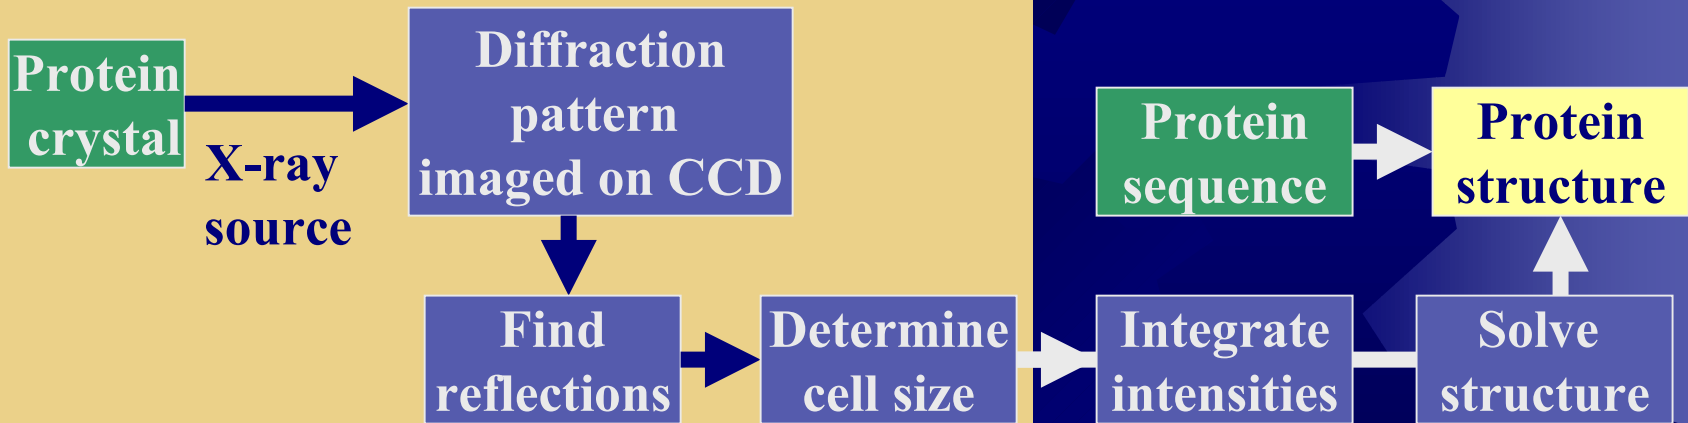 Protein
crystal
X-ray
source
Diffraction
pattern
imaged on CCD
Find
reflections
Determine
cell size
Integrate
intensities
Solve
structure
Protein
sequence
Protein
structure